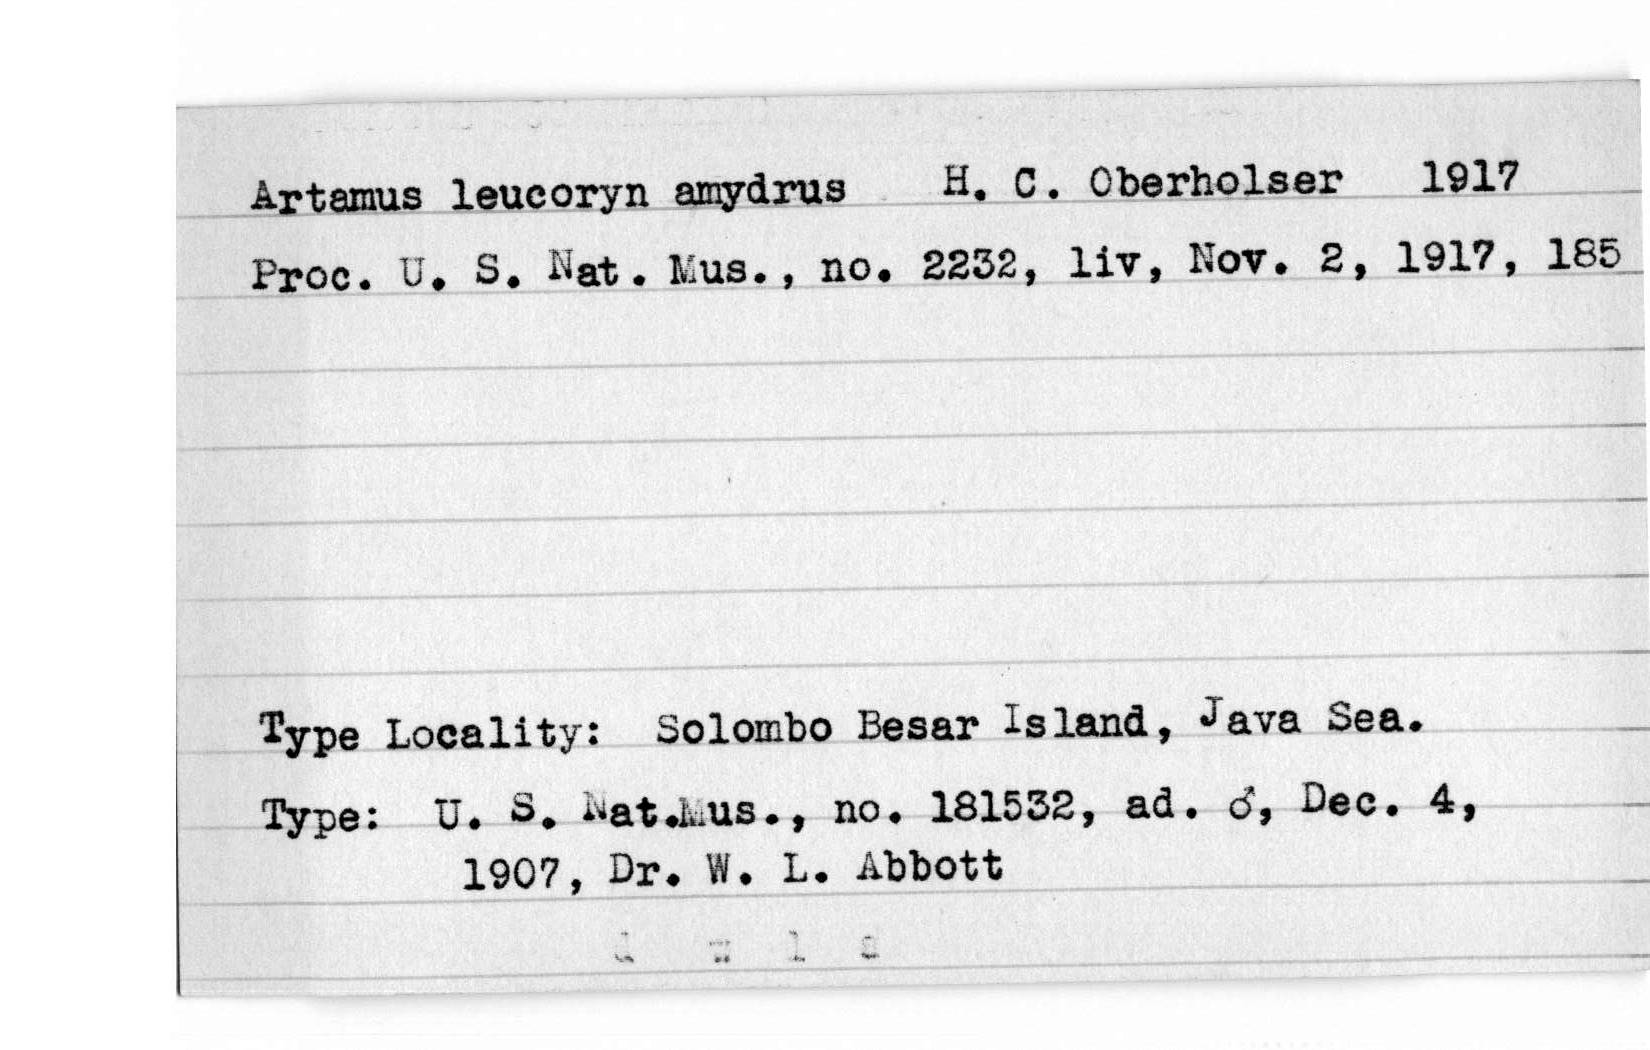 Artamus leucoryn amydrus H. C. Oberholser 1917
Proc. U. S. Nat. Mus., no. 2232, liv, Nov. 2, 1917, 185
Type Locality: Solombo Besar Island, Java Sea.
Type: U. S. Nat.Mus., no. 181532, ad. ♂, Dec. 4,
1907, Dr. W. L. Abbott